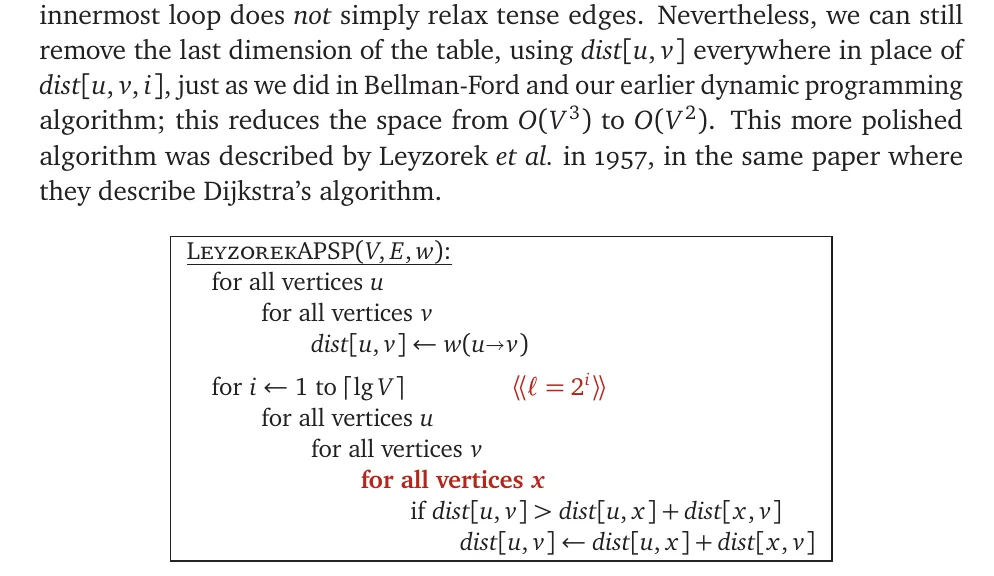 innermost loop does not simply relax tense edges. Nevertheless, we can still
remove the last dimension of the table, using dist[u, v] everywhere in place of
dist[u, v, i], just as we did in Bellman-Ford and our earlier dynamic programming
algorithm; this reduces the space from O(V³) to O(V²). This more polished
algorithm was described by Leyzorek et al. in 1957, in the same paper where
they describe Dijkstra’s algorithm.
LeyzorekAPSP(V, E, w):
for all vertices u
for all vertices v
dist[u, v] ← w(u→v)
for i ← 1 to ⌈lg V⌉ ⟪ℓ = 2ⁱ⟫
for all vertices u
for all vertices v
for all vertices x
if dist[u, v] > dist[u, x] + dist[x, v]
dist[u, v] ← dist[u, x] + dist[x, v]